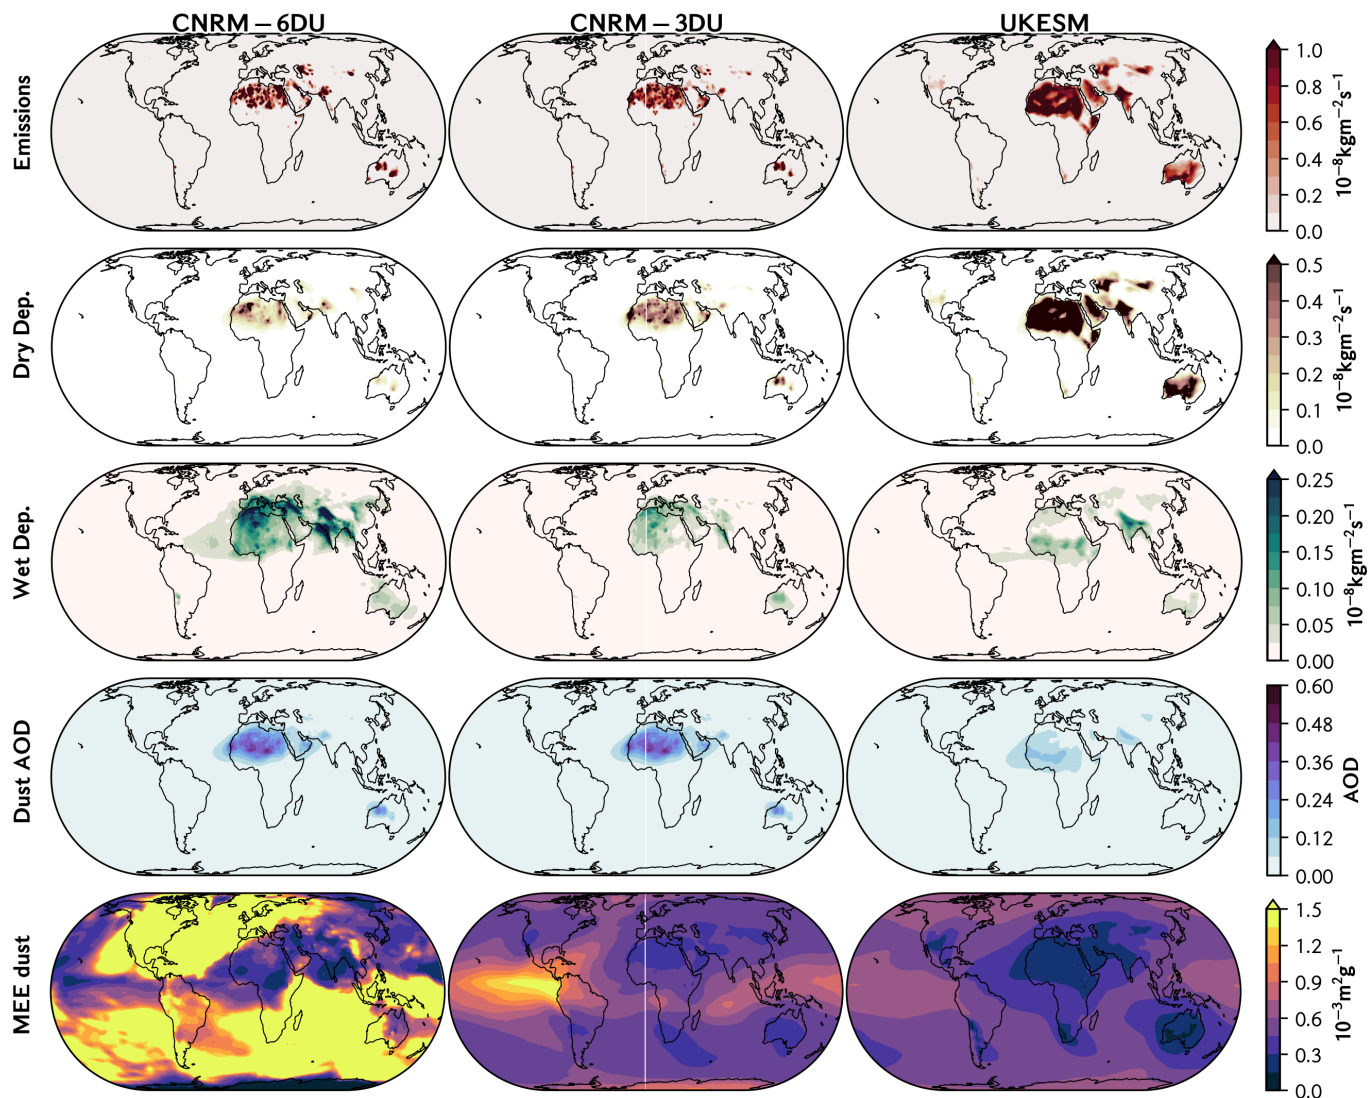 CNRM – 6DU
CNRM – 3DU
UKESM
Emissions
1.0
0.8
0.6
0.4
0.2
0.0
10⁻⁸kgm⁻²s⁻¹
Dry Dep.
0.5
0.4
0.3
0.2
0.1
0.0
10⁻⁸kgm⁻²s⁻¹
Wet Dep.
0.25
0.20
0.15
0.10
0.05
0.00
10⁻⁸kgm⁻²s⁻¹
Dust AOD
0.60
0.48
0.36
0.24
0.12
0.00
AOD
MEE dust
1.5
1.2
0.9
0.6
0.3
0.0
10⁻³m²g⁻¹